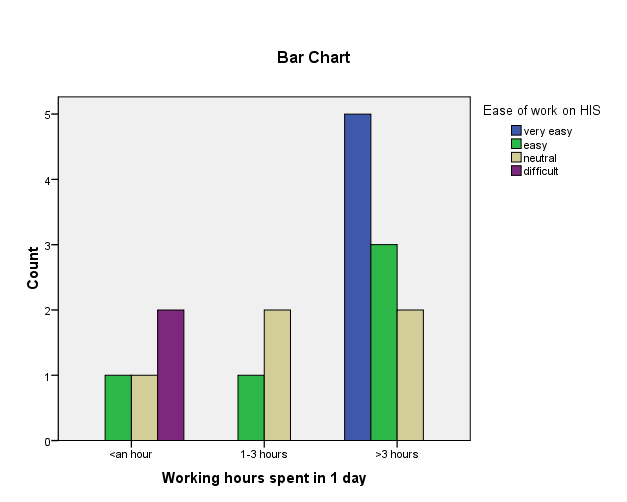 Bar Chart
Ease of work on HIS
very easy
easy
neutral
difficult
Count
5
4
3
2
1
0
<an hour
1-3 hours
>3 hours
Working hours spent in 1 day